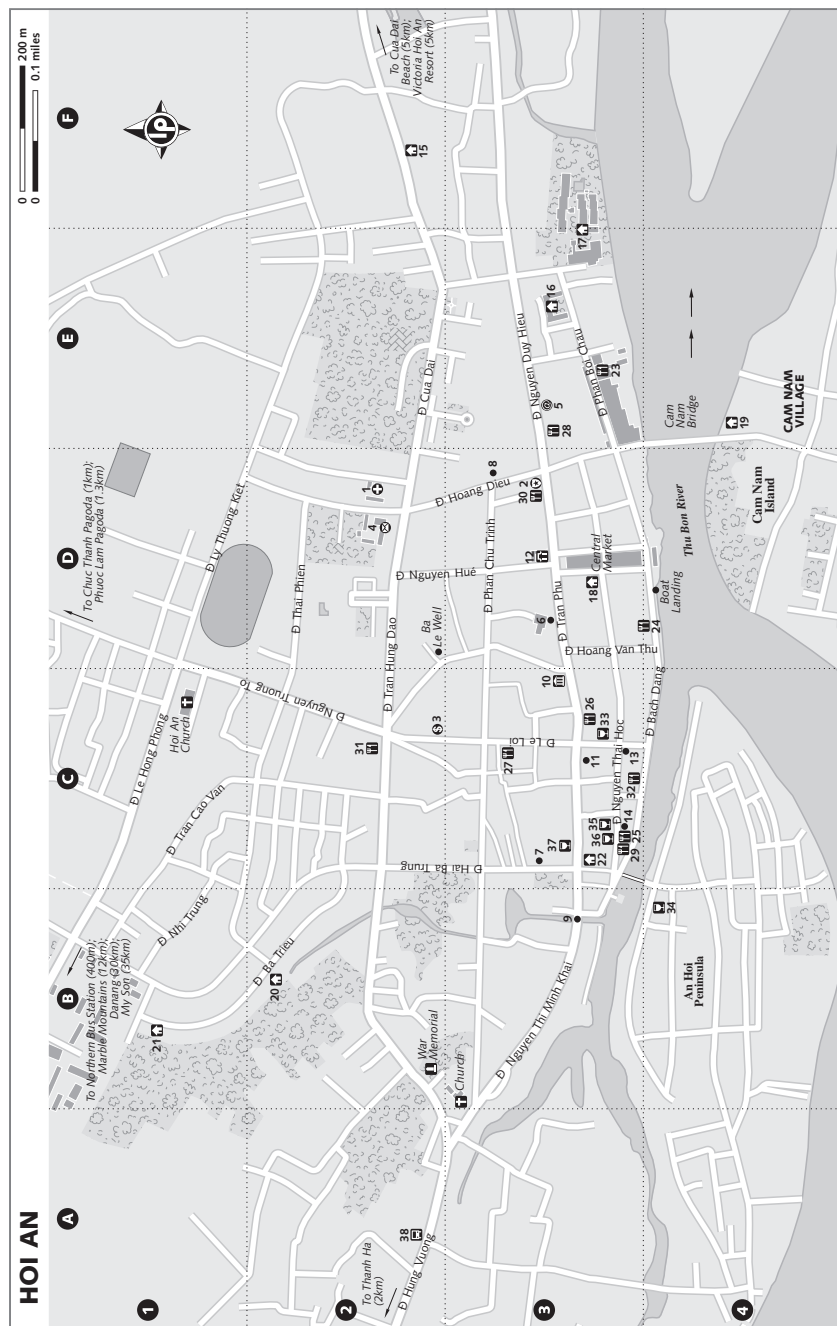 HOI AN
0 200 m
0 0.1 miles
A
B
C
D
E
F
1
2
3
4
lp
To Northern Bus Station (400m);
Marble Mountains (12km);
Danang (30km);
My Son (35km)
To Chuc Thanh Pagoda (1km);
Phuoc Lam Pagoda (1.3km)
To Cua Dai
Beach (5km);
Victoria Hoi An
Resort (5km)
To Thanh Ha
(2km)
Đ Le Hong Phong
Hoi An
Church
Đ Tran Cao Van
Đ Nhi Trung
Đ Ba Trieu
Đ Ly Thuong Kiet
Đ Nguyen Truong To
Đ Thai Phien
Đ Tran Hung Dao
Đ Cua Dai
Đ Hung Vuong
War
Memorial
Church
Ba
Le Well
Đ Nguyen Huê
Đ Phan Chu Trinh
Đ Hoang Dieu
Đ Nguyen Duy Hieu
Đ Hai Ba Trung
Đ Le Loi
Đ Tran Phu
Đ Hoang Van Thu
Đ Nguyen Thi Minh Khai
Đ Nguyen Thai Hoc
Đ Bach Dang
Đ Phan Boi Chau
Central
Market
Boat
Landing
Thu Bon River
Cam
Nam
Bridge
Cam Nam
Island
CAM NAM
VILLAGE
An Hoi
Peninsula
21
20
38
31
3
4
1
15
8
30 2
28
5
16
17
12
6
10
18
24
23
19
27
26
33
11
13
32
35
36
14
25
29
22
37
7
9
34